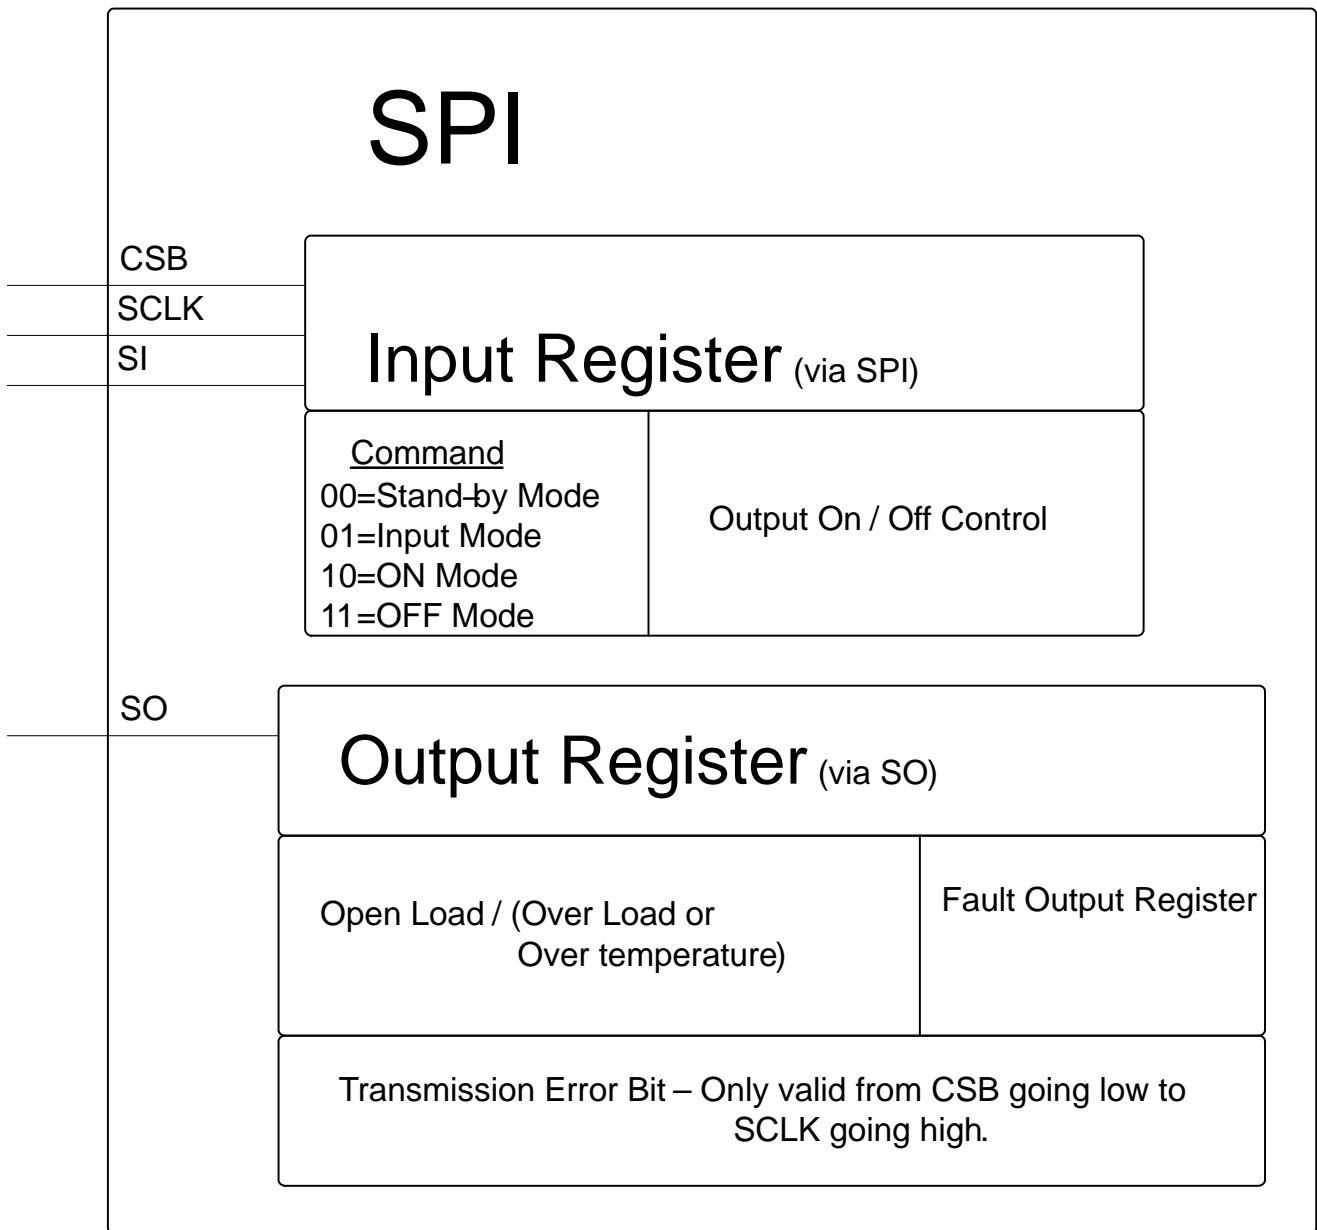 SPI
CSB
SCLK
SI
Input Register (via SPI)
Command
00=Stand-by Mode
01=Input Mode
10=ON Mode
11=OFF Mode
Output On / Off Control
SO
Output Register (via SO)
Open Load / (Over Load or
Over temperature)
Fault Output Register
Transmission Error Bit – Only valid from CSB going low to
SCLK going high.